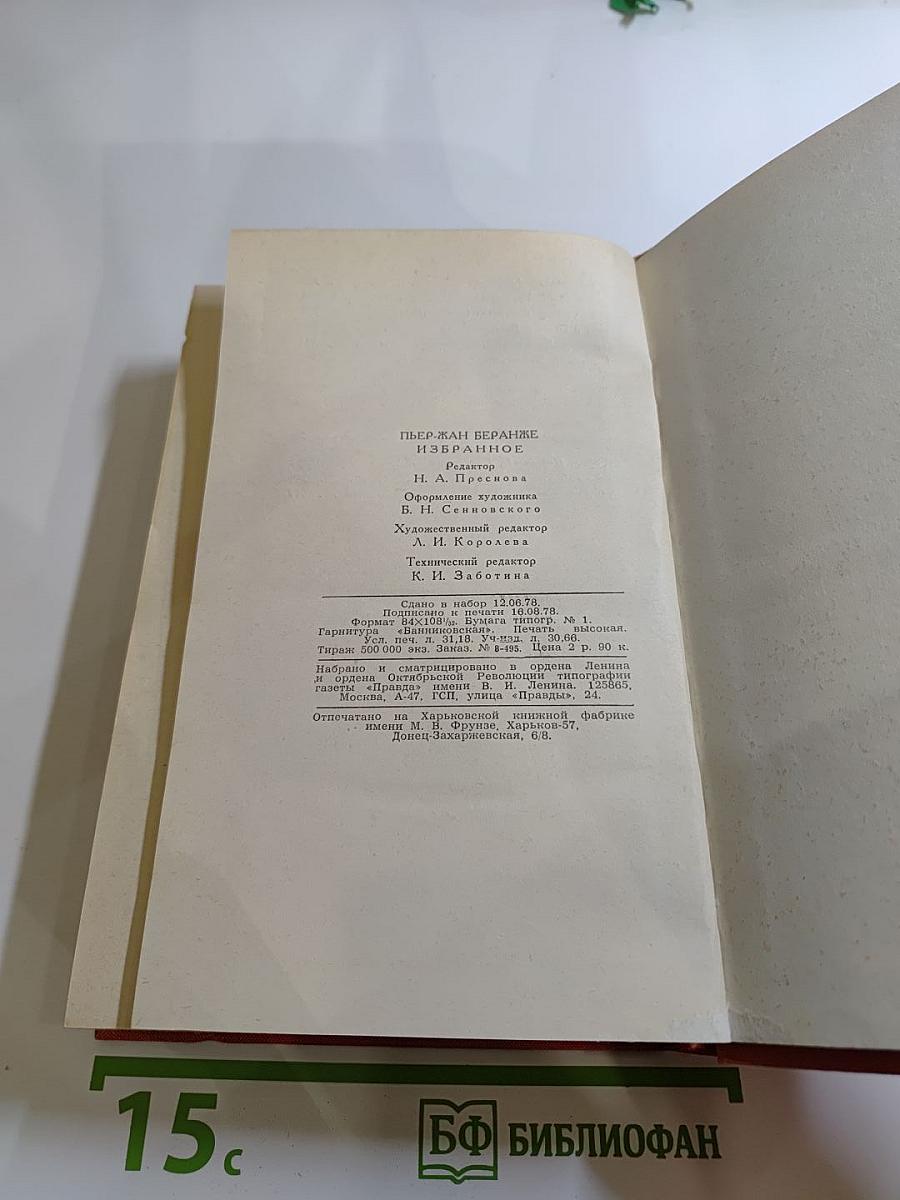 ПЬЕР-ЖАН БЕРАНЖЕ
ИЗБРАННОЕ
Редактор
Н. А. Преснова
Оформление художника
Б. Н. Сенновского
Художественный редактор
Л. И. Королева
Технический редактор
К. И. Заботина
Сдано в набор 12.06.78.
Подписано к печати 16.08.78.
Формат 84×108¹/₃₂. Бумага типогр. № 1.
Гарнитура «Банниковская». Печать высокая.
Усл. печ. л. 31,18. Уч-изд. л. 30,66.
Тираж 500 000 экз. Заказ. № В-495. Цена 2 р. 90 к.
Набрано и сматрицировано в ордена Ленина
и ордена Октябрьской Революции типографии
газеты «Правда» имени В. И. Ленина. 125865,
Москва, А-47, ГСП, улица «Правды», 24.
Отпечатано на Харьковской книжной фабрике
имени М. В. Фрунзе, Харьков-57,
Донец-Захаржевская, 6/8.
15 с
БФ БИБЛИОФАН